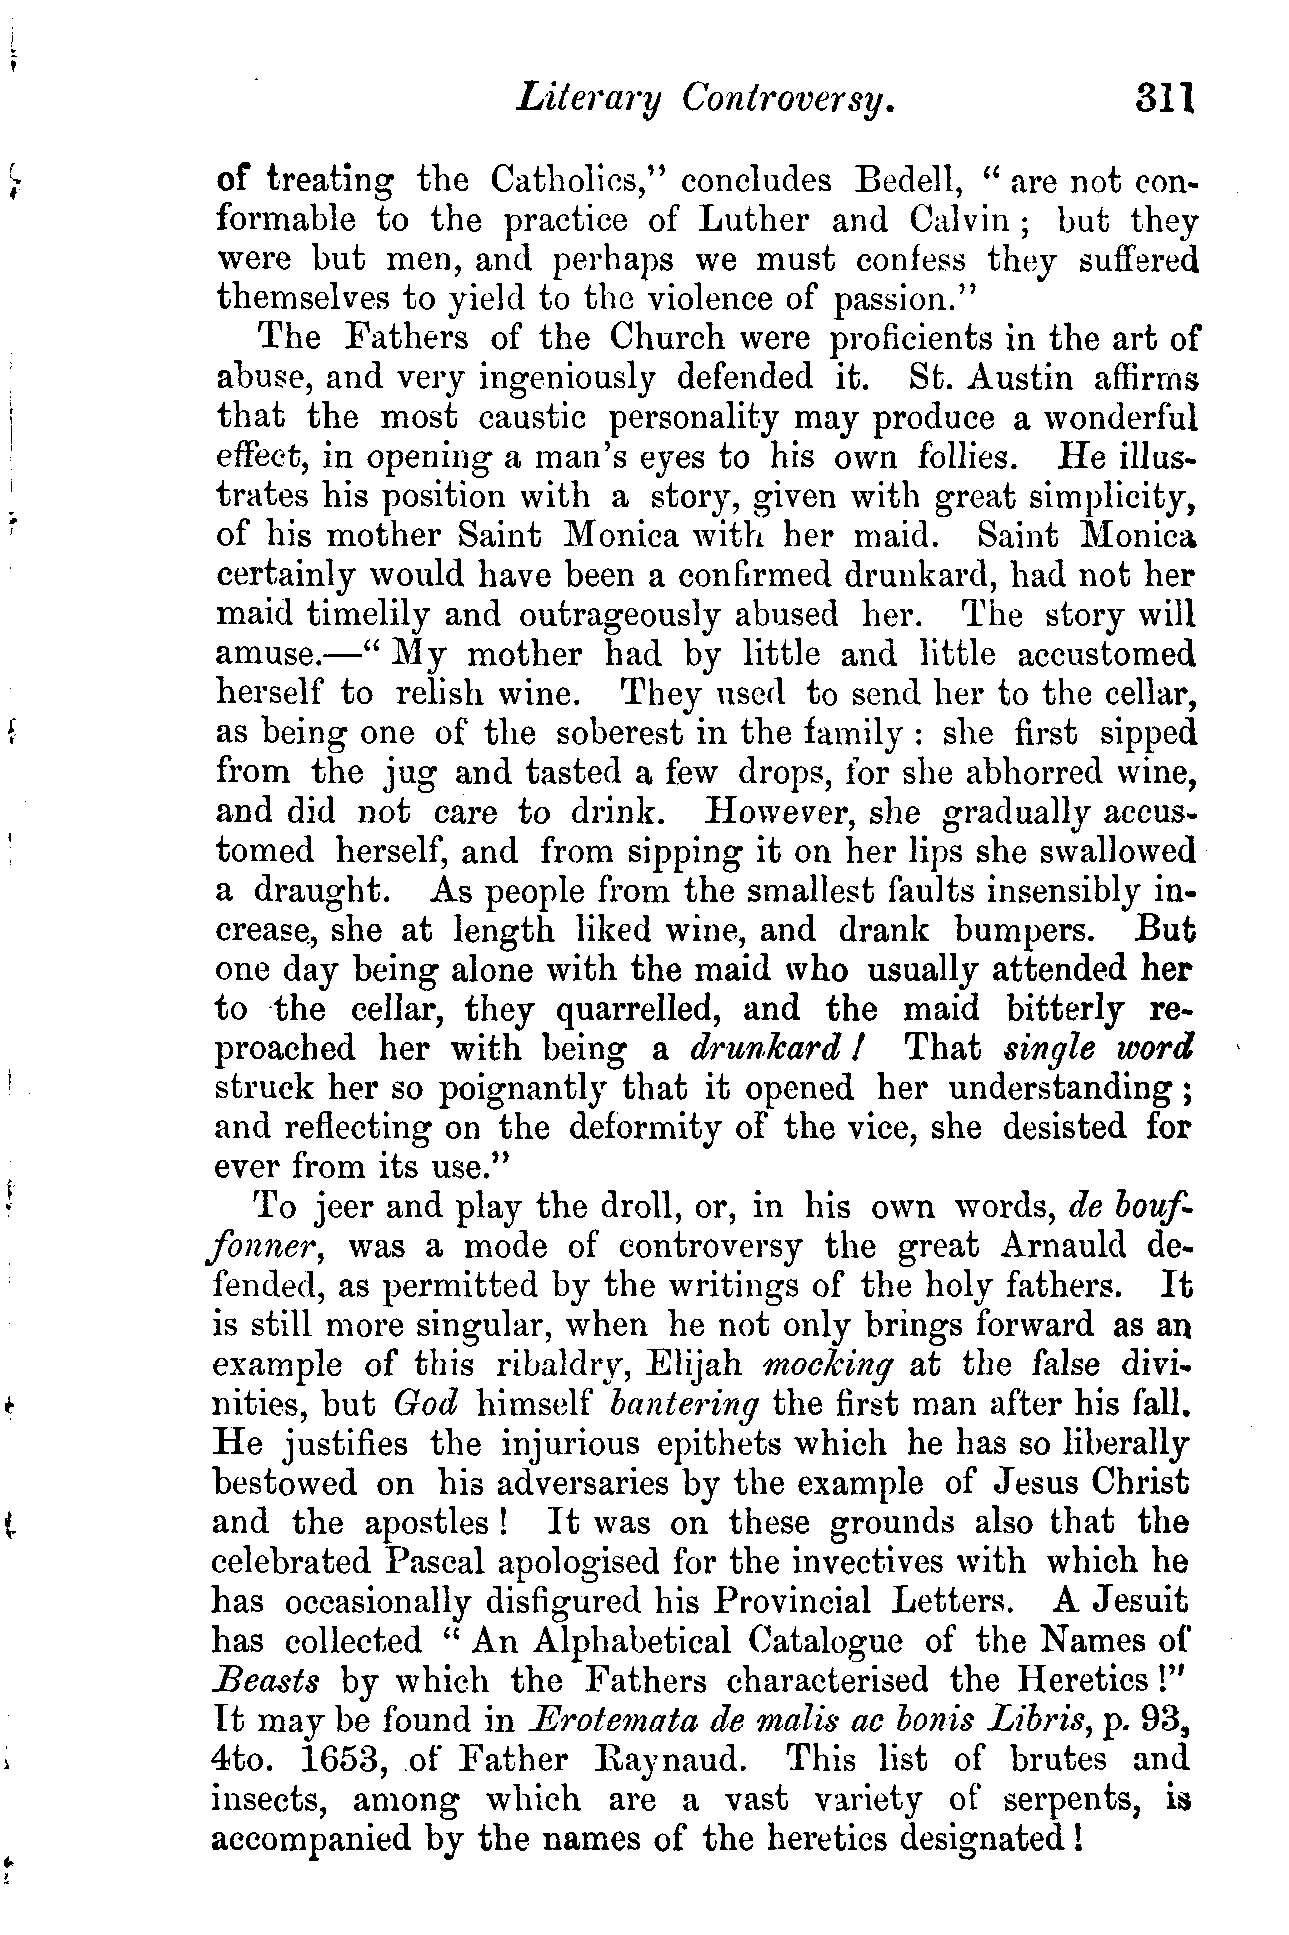 Literary Controversy. 311
of treating the Catholics,” concludes Bedell, “ are not con-
formable to the practice of Luther and Calvin ; but they
were but men, and perhaps we must confess they suffered
themselves to yield to the violence of passion.”
The Fathers of the Church were proficients in the art of
abuse, and very ingeniously defended it. St. Austin affirms
that the most caustic personality may produce a wonderful
effect, in opening a man’s eyes to his own follies. He illus-
trates his position with a story, given with great simplicity,
of his mother Saint Monica with her maid. Saint Monica
certainly would have been a confirmed drunkard, had not her
maid timelily and outrageously abused her. The story will
amuse.—“ My mother had by little and little accustomed
herself to relish wine. They used to send her to the cellar,
as being one of the soberest in the family : she first sipped
from the jug and tasted a few drops, for she abhorred wine,
and did not care to drink. However, she gradually accus-
tomed herself, and from sipping it on her lips she swallowed
a draught. As people from the smallest faults insensibly in-
crease, she at length liked wine, and drank bumpers. But
one day being alone with the maid who usually attended her
to the cellar, they quarrelled, and the maid bitterly re-
proached her with being a drunkard ! That single word
struck her so poignantly that it opened her understanding ;
and reflecting on the deformity of the vice, she desisted for
ever from its use.”
To jeer and play the droll, or, in his own words, de bouf-
fonner, was a mode of controversy the great Arnauld de-
fended, as permitted by the writings of the holy fathers. It
is still more singular, when he not only brings forward as an
example of this ribaldry, Elijah mocking at the false divi-
nities, but God himself bantering the first man after his fall.
He justifies the injurious epithets which he has so liberally
bestowed on his adversaries by the example of Jesus Christ
and the apostles ! It was on these grounds also that the
celebrated Pascal apologised for the invectives with which he
has occasionally disfigured his Provincial Letters. A Jesuit
has collected “ An Alphabetical Catalogue of the Names of
Beasts by which the Fathers characterised the Heretics !”
It may be found in Erotemata de malis ac bonis Libris, p. 93,
4to. 1653, of Father Raynaud. This list of brutes and
insects, among which are a vast variety of serpents, is
accompanied by the names of the heretics designated !